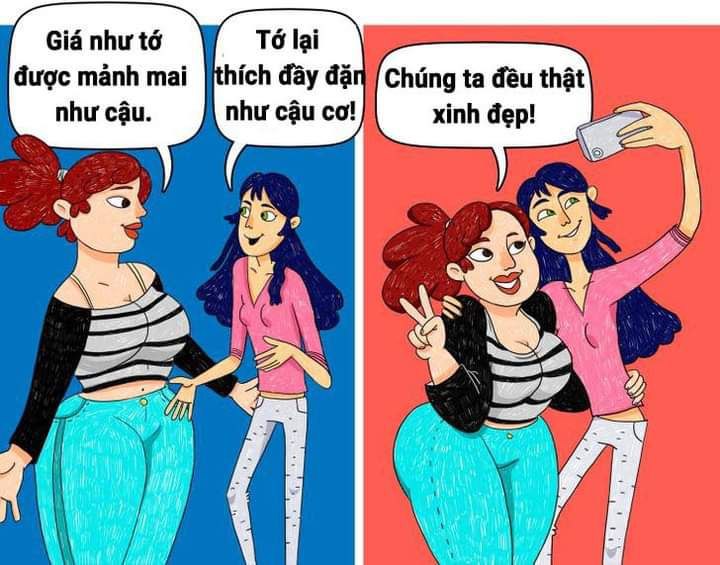 Giá như tớ
được mảnh mai
như cậu.
Tớ lại
thích đầy đặn
như cậu cơ!
Chúng ta đều thật
xinh đẹp!